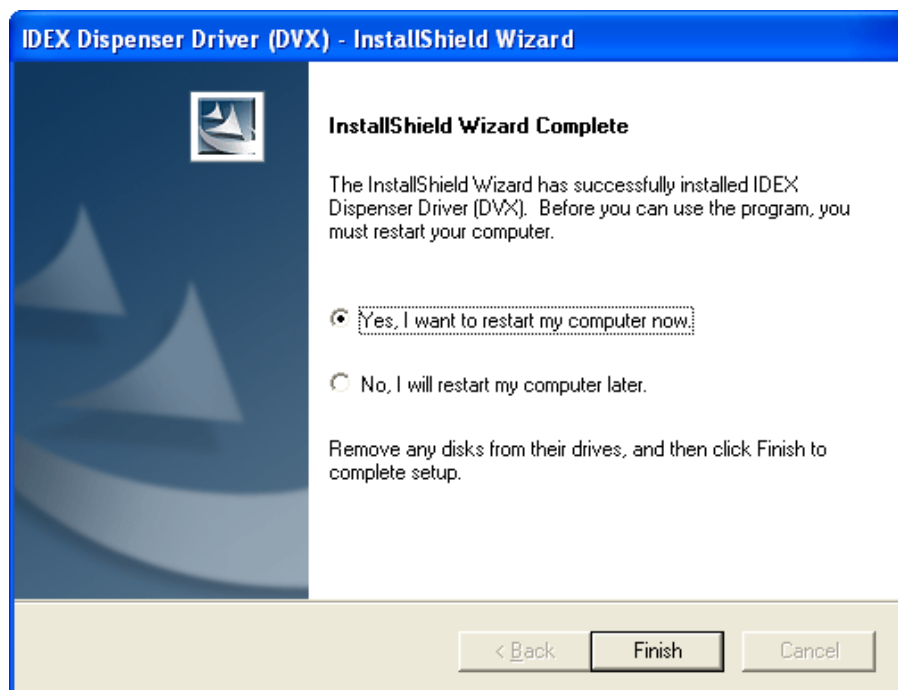 IDEX Dispenser Driver (DVX) - InstallShield Wizard
InstallShield Wizard Complete
The InstallShield Wizard has successfully installed IDEX
Dispenser Driver (DVX).  Before you can use the program, you
must restart your computer.
Yes, I want to restart my computer now.
No, I will restart my computer later.
Remove any disks from their drives, and then click Finish to
complete setup.
< Back
Finish
Cancel